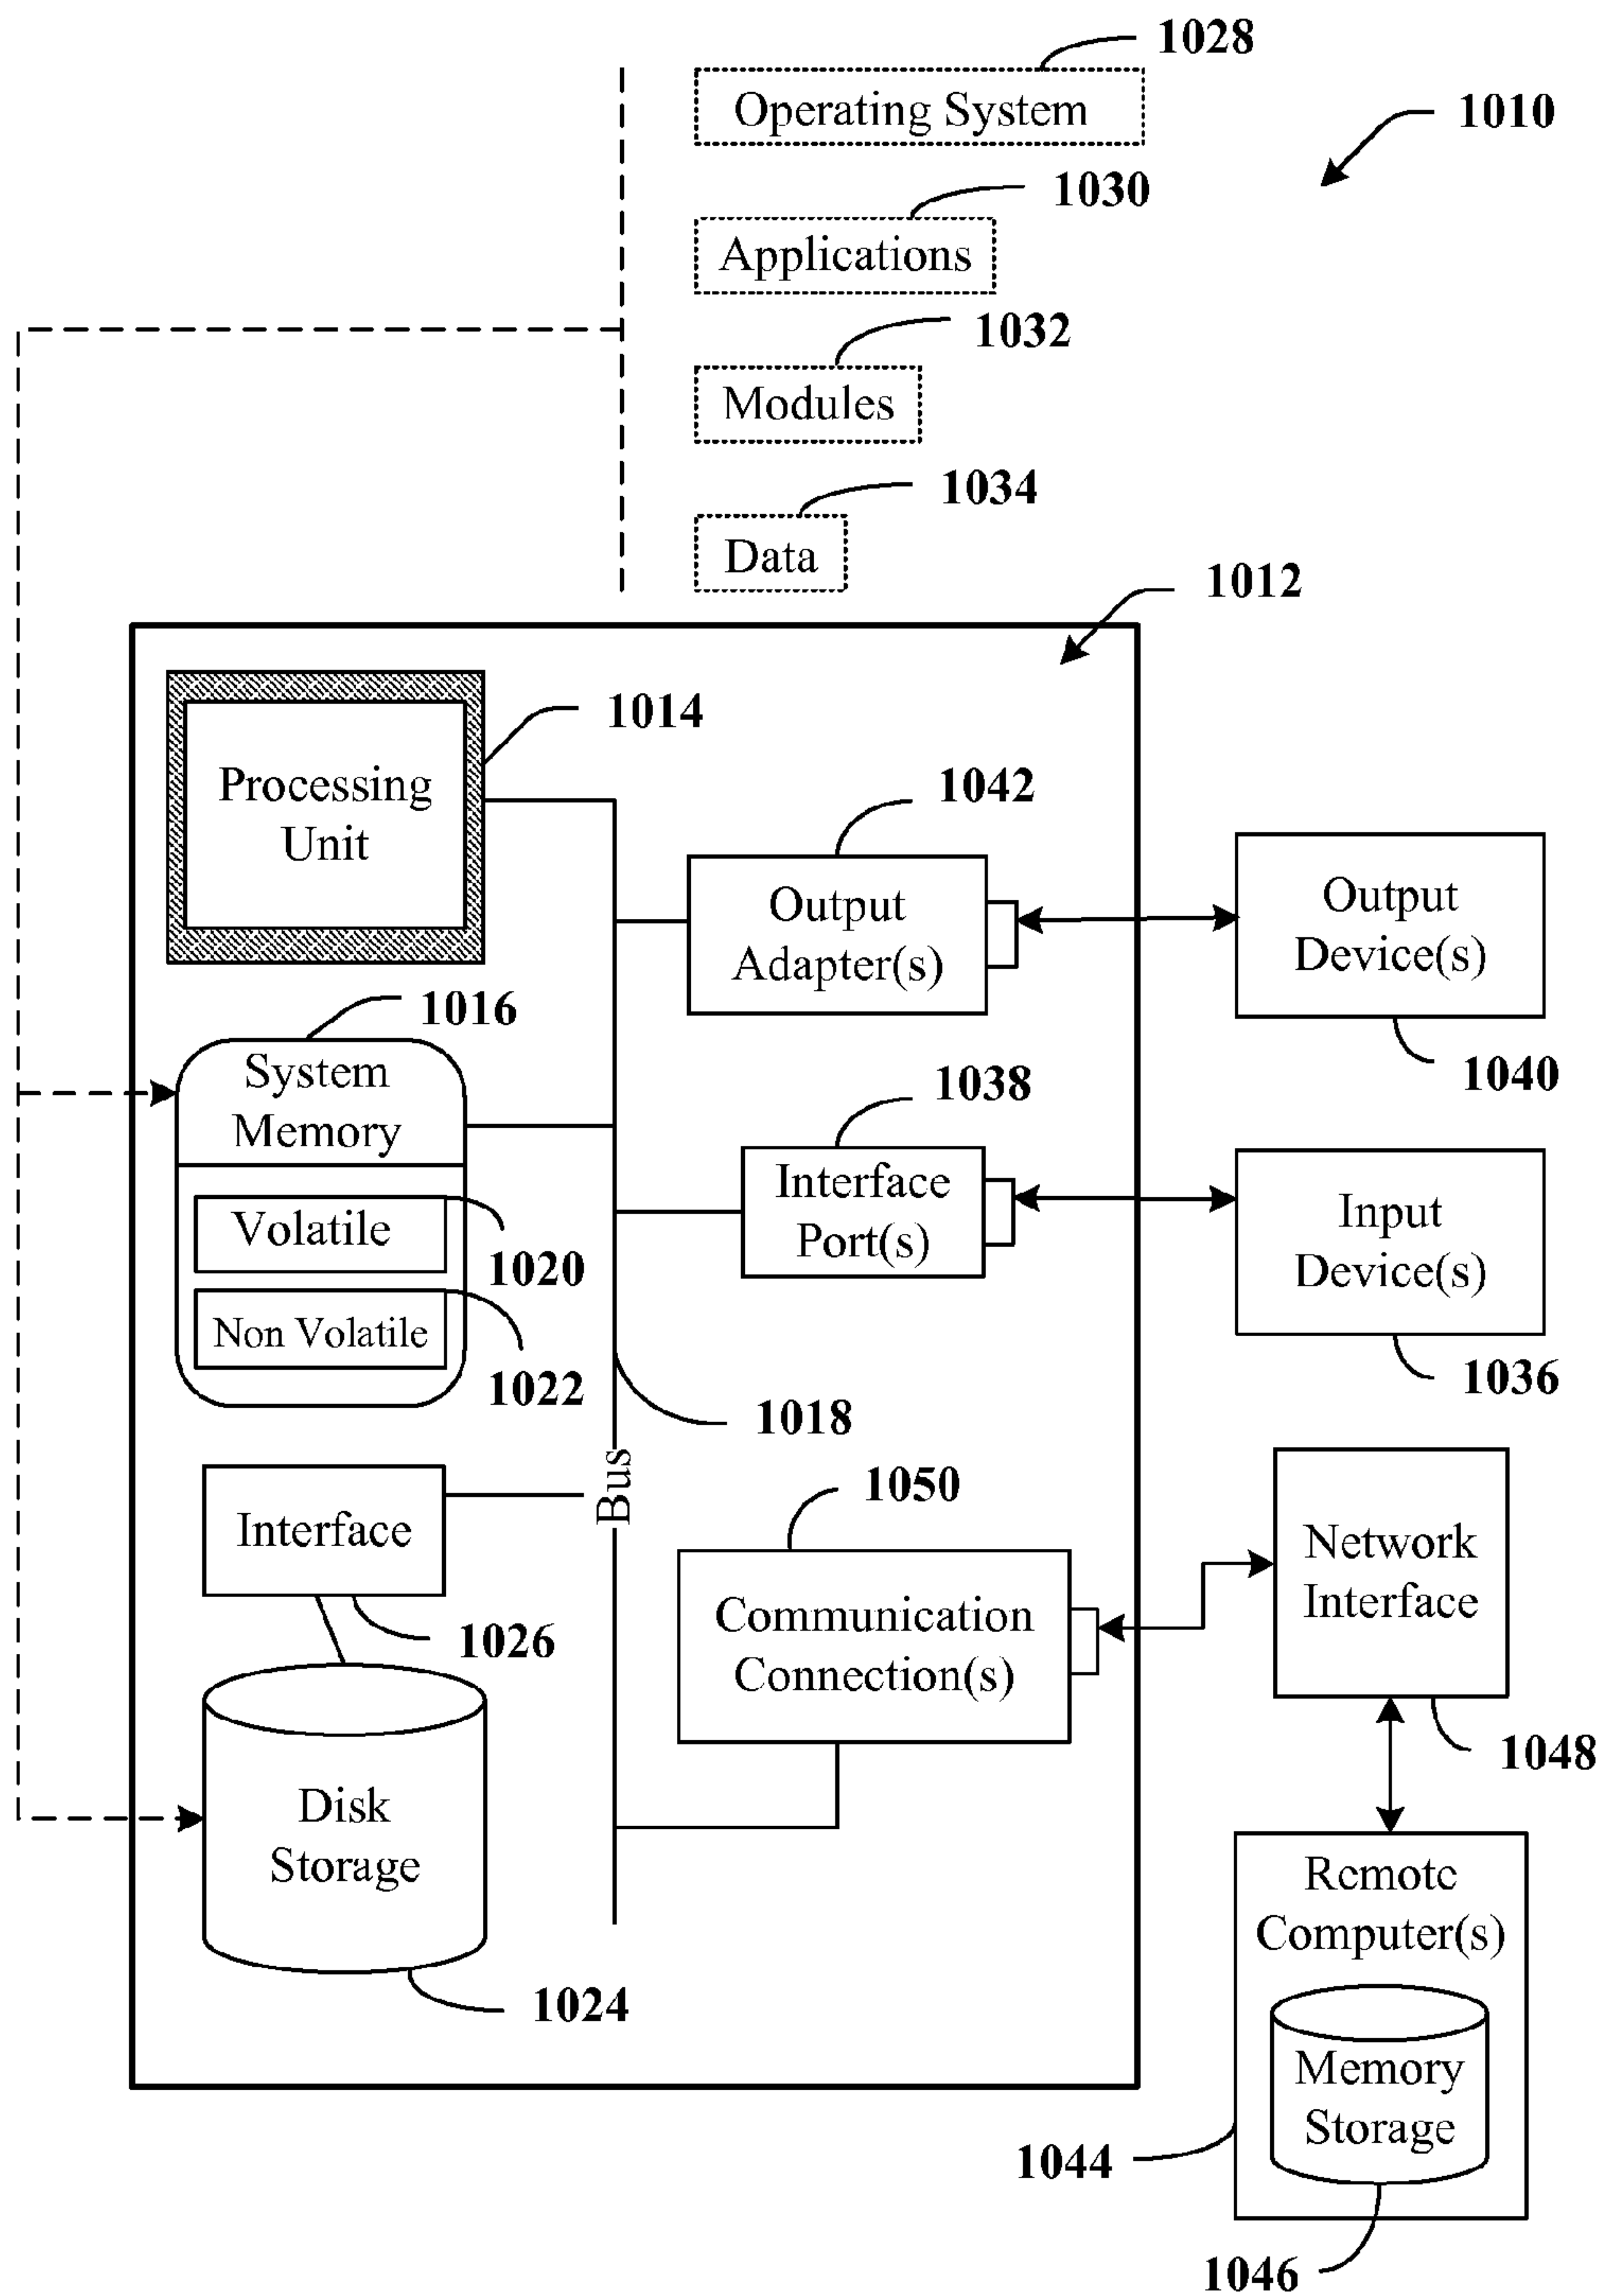 1028
Operating System
1010
1030
Applications
1032
Modules
1034
Data
1012
1014
Processing
Unit
1042
Output
Adapter(s)
Output
Device(s)
1040
1016
System
Memory
1038
Interface
Port(s)
Input
Device(s)
1036
Volatile
1020
Non Volatile
1022
1018
Bus
1050
Interface
1026
Communication
Connection(s)
Network
Interface
1048
Disk
Storage
1024
Remote
Computer(s)
Memory
Storage
1044
1046